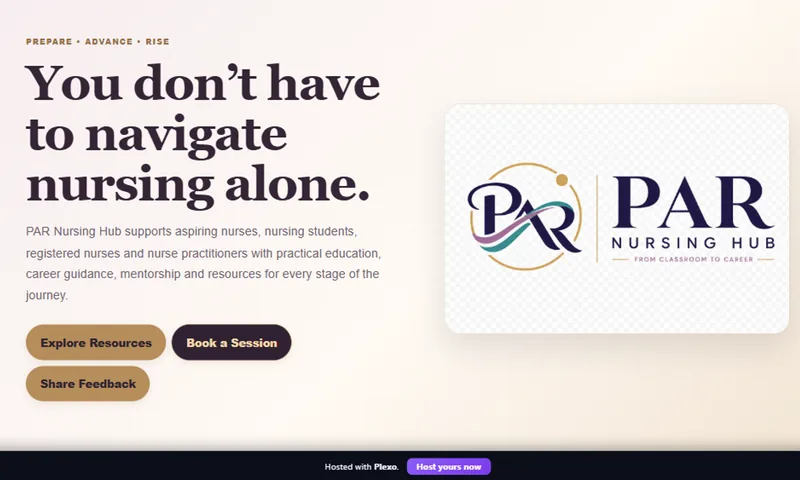 PREPARE • ADVANCE • RISE
You don’t have
to navigate
nursing alone.
PAR Nursing Hub supports aspiring nurses, nursing students,
registered nurses and nurse practitioners with practical education,
career guidance, mentorship and resources for every stage of the
journey.
Explore Resources
Book a Session
Share Feedback
PAR
PAR
NURSING HUB
FROM CLASSROOM TO CAREER
Hosted with Plexo.
Host yours now